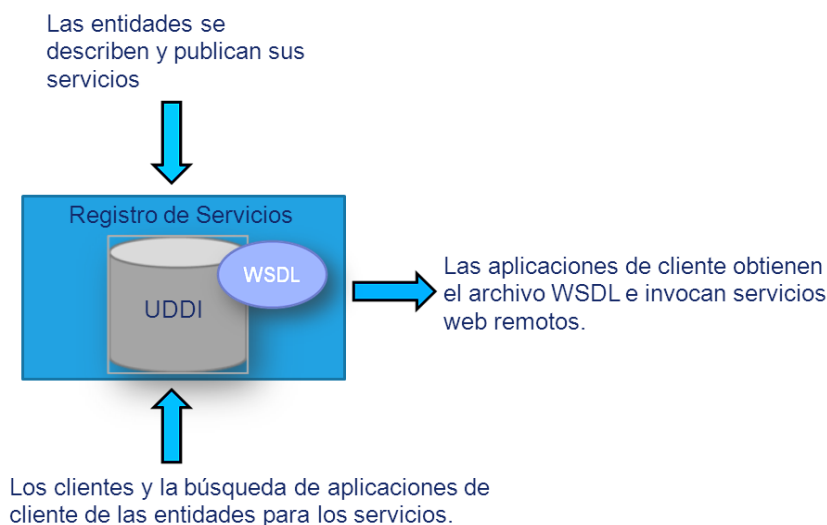 Las entidades se
describen y publican sus
servicios
Registro de Servicios
WSDL
UDDI
Las aplicaciones de cliente obtienen
el archivo WSDL e invocan servicios
web remotos.
Los clientes y la búsqueda de aplicaciones de
cliente de las entidades para los servicios.